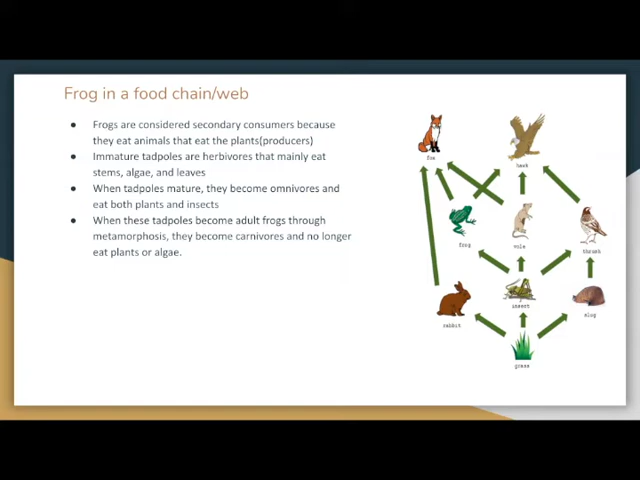 Frog in a food chain/web
● Frogs are considered secondary consumers because
they eat animals that eat the plants(producers)
● Immature tadpoles are herbivores that mainly eat
stems, algae, and leaves
● When tadpoles mature, they become omnivores and
eat both plants and insects
● When these tadpoles become adult frogs through
metamorphosis, they become carnivores and no longer
eat plants or algae.
fox
hawk
frog
vole
thrush
rabbit
insect
slug
grass